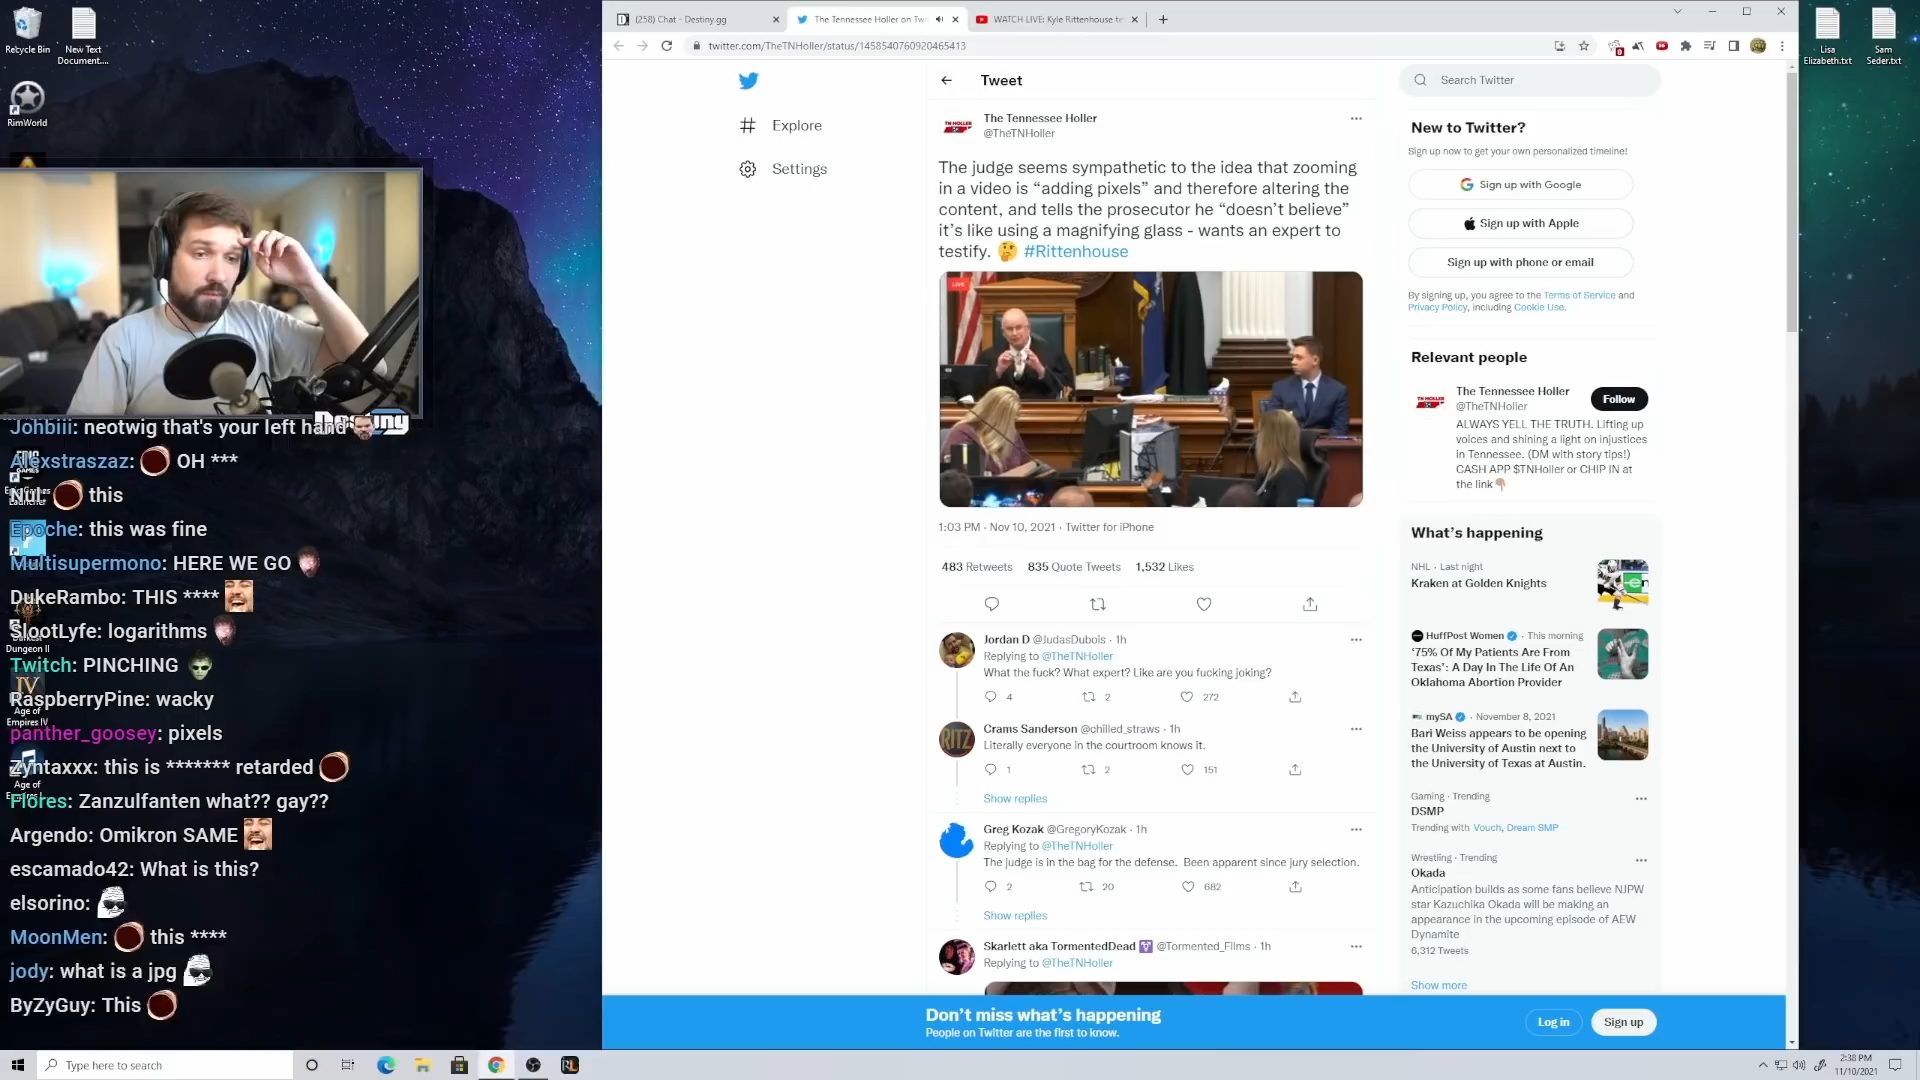 Recycle Bin
New Text
Document....
RimWorld
Destiny
Johbiii: neotwig that's your left hand
Alexstraszaz: OH ***
Nul: this
Epoche: this was fine
Multisupermono: HERE WE GO
DukeRambo: THIS ****
SlootLyfe: logarithms
Dungeon II
Twitch: PINCHING
RaspberryPine: wacky
Age of
Empires IV
panther_goosey: pixels
Zyntaxxx: this is ******* retarded
Age of
Flores: Zanzulfanten what?? gay??
Argendo: Omikron SAME
escamado42: What is this?
elsorino:
MoonMen: this ****
jody: what is a jpg
ByZyGuy: This
(258) Chat - Destiny.gg
The Tennessee Holler on Twi
WATCH LIVE: Kyle Rittenhouse te
twitter.com/TheTNHoller/status/1458540760920465413
0
Explore
Settings
Tweet
TN HOLLER
The Tennessee Holler
@TheTNHoller
The judge seems sympathetic to the idea that zooming
in a video is “adding pixels” and therefore altering the
content, and tells the prosecutor he “doesn’t believe”
it’s like using a magnifying glass - wants an expert to
testify. 🤔 #Rittenhouse
LIVE
1:03 PM · Nov 10, 2021 · Twitter for iPhone
483 Retweets 835 Quote Tweets 1,532 Likes
Jordan D @JudasDubois · 1h
Replying to @TheTNHoller
What the fuck? What expert? Like are you fucking joking?
4 2 272
RITZ
Crams Sanderson @chilled_straws · 1h
Literally everyone in the courtroom knows it.
1 2 151
Show replies
Greg Kozak @GregoryKozak · 1h
Replying to @TheTNHoller
The judge is in the bag for the defense. Been apparent since jury selection.
2 20 682
Show replies
Skarlett aka TormentedDead @Tormented_Films · 1h
Replying to @TheTNHoller
Search Twitter
New to Twitter?
Sign up now to get your own personalized timeline!
Sign up with Google
Sign up with Apple
Sign up with phone or email
By signing up, you agree to the Terms of Service and
Privacy Policy, including Cookie Use.
Relevant people
TN HOLLER
The Tennessee Holler
@TheTNHoller
Follow
ALWAYS YELL THE TRUTH. Lifting up
voices and shining a light on injustices
in Tennessee. (DM with story tips!)
CASH APP $TNHoller or CHIP IN at
the link👇🏽
What’s happening
NHL · Last night
Kraken at Golden Knights
HuffPost Women · This morning
‘75% Of My Patients Are From
Texas’: A Day In The Life Of An
Oklahoma Abortion Provider
mySA · November 8, 2021
Bari Weiss appears to be opening
the University of Austin next to
the University of Texas at Austin.
Gaming · Trending
DSMP
Trending with Vouch, Dream SMP
Wrestling · Trending
Okada
Anticipation builds as some fans believe NJPW
star Kazuchika Okada will be making an
appearance in the upcoming episode of AEW
Dynamite
6,312 Tweets
Show more
Don’t miss what’s happening
People on Twitter are the first to know.
Log in
Sign up
Lisa
Elizabeth.txt
Sam
Seder.txt
Type here to search
2:38 PM
11/10/2021